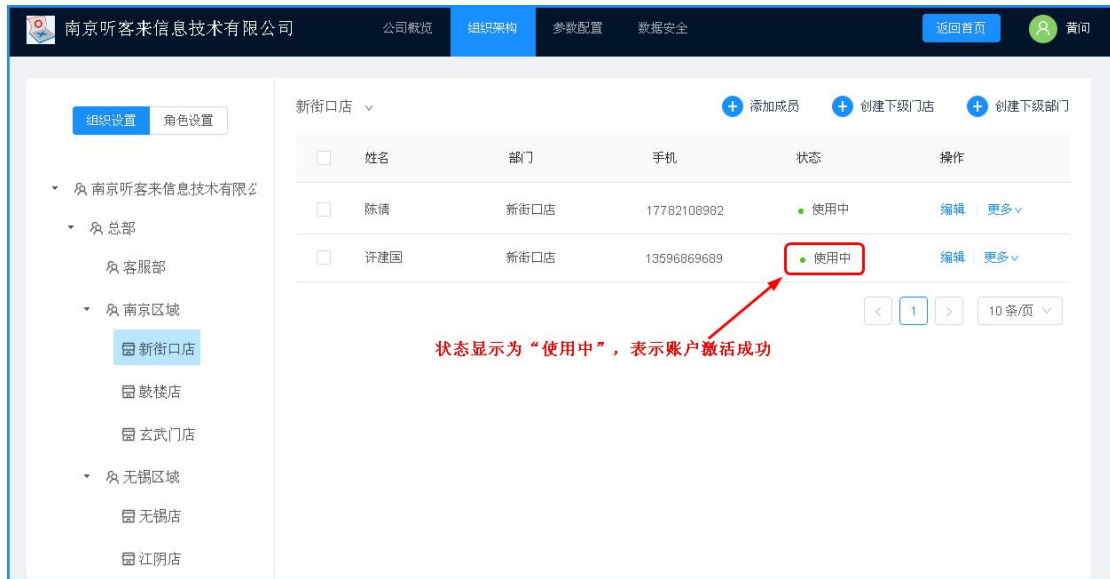 南京听客来信息技术有限公司 公司概览 组织架构 参数配置 数据安全 返回首页 黄问
组织设置 角色设置
新街口店 添加成员 创建下级门店 创建下级部门
姓名 部门 手机 状态 操作
陈倩 新街口店 17782108982 使用中 编辑 更多
许建国 新街口店 13596869689 使用中 编辑 更多
< 1 > 10 条/页
状态显示为“使用中”，表示账户激活成功
南京听客来信息技术有限公
总部
客服部
南京区域
新街口店
鼓楼店
玄武门店
无锡区域
无锡店
江阴店